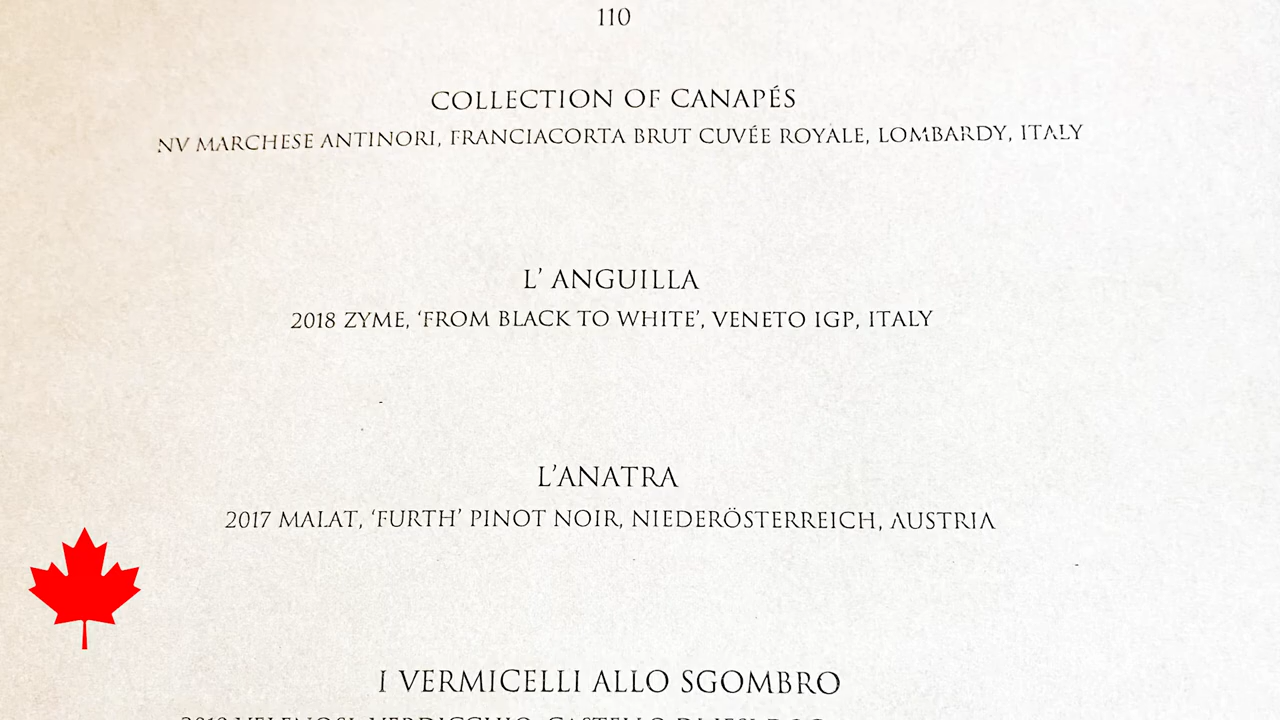 110
COLLECTION OF CANAPÉS
NV MARCHESE ANTINORI, FRANCIACORTA BRUT CUVÉE ROYALE, LOMBARDY, ITALY
L' ANGUILLA
2018 ZYME, ‘FROM BLACK TO WHITE’, VENETO IGP, ITALY
L’ANATRA
2017 MALAT, ‘FURTH’ PINOT NOIR, NIEDERÖSTERREICH, AUSTRIA
I VERMICELLI ALLO SGOMBRO